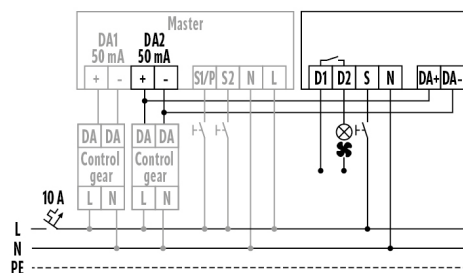 Master
DA1 DA2
50 mA 50 mA
+ - + - S1/P S2 N L D1 D2 S N DA+ DA-
DA DA DA DA
Control gear Control gear
L N L N
10 A
L
N
PE